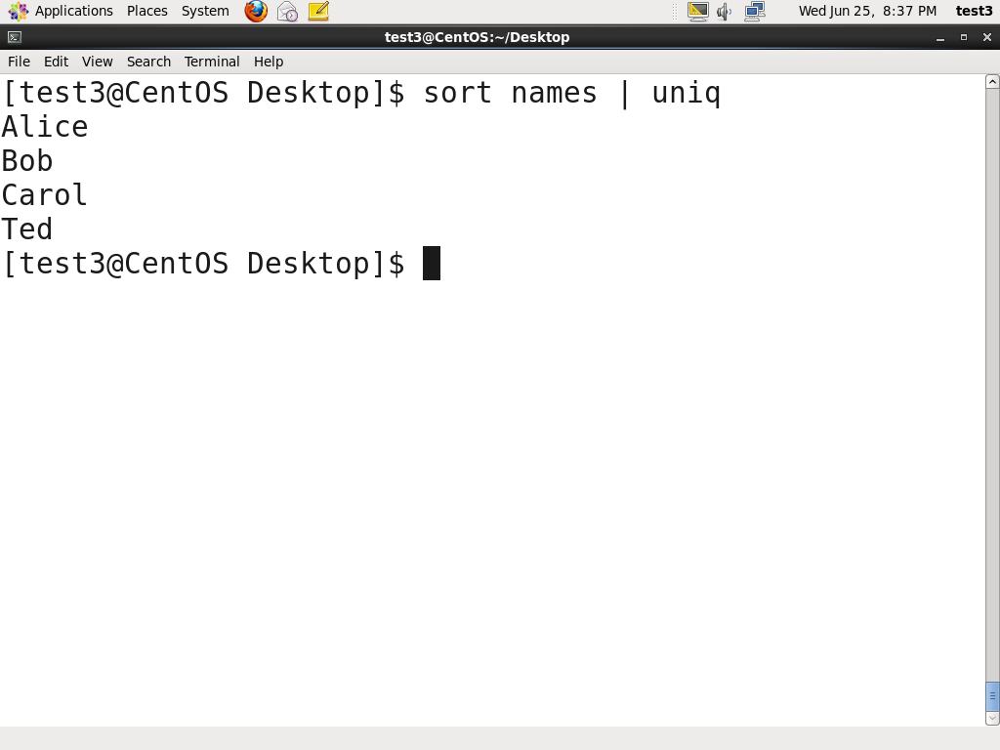 Applications Places System Wed Jun 25, 8:37 PM test3
test3@CentOS:~/Desktop
File Edit View Search Terminal Help
[test3@CentOS Desktop]$ sort names | uniq
Alice
Bob
Carol
Ted
[test3@CentOS Desktop]$